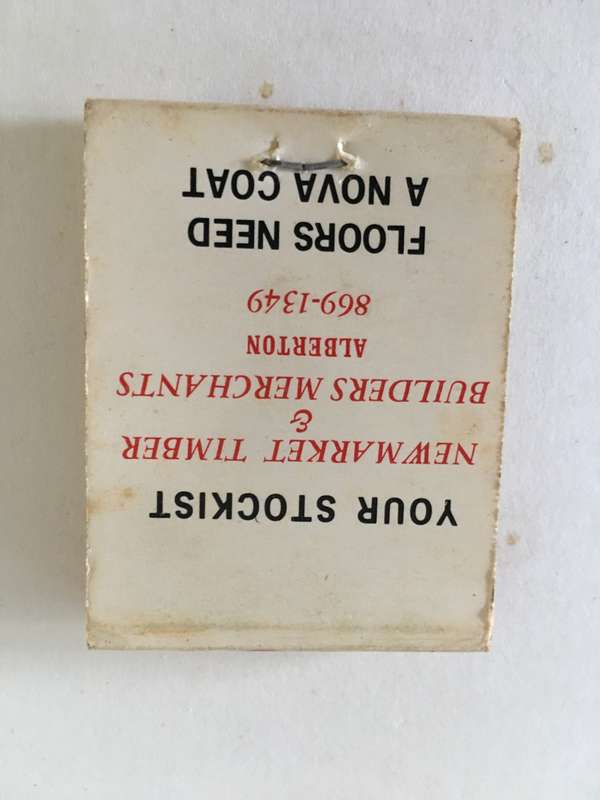 YOUR STOCKIST
NEWMARKET TIMBER
&
BUILDERS MERCHANTS
ALBERTON
869-1349
FLOORS NEED
A NOVA COAT